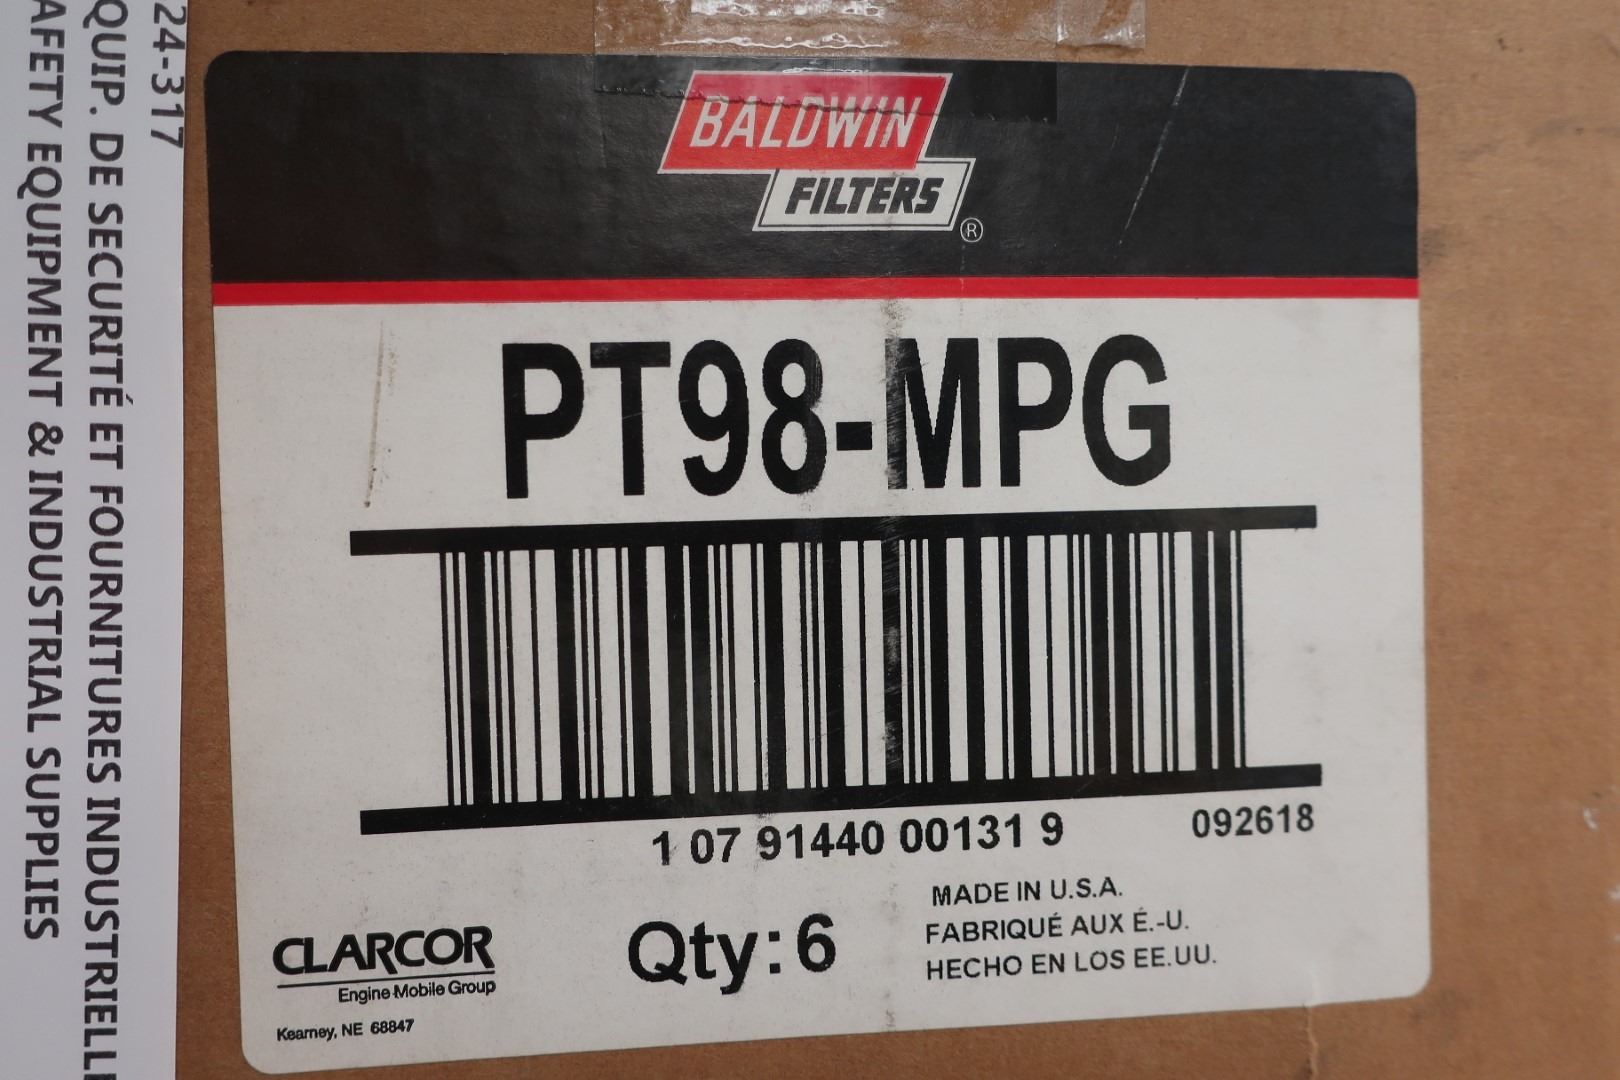 24-317
QUIP. DE SECURITÉ ET FOURNITURES INDUSTRIELL
AFETY EQUIPMENT & INDUSTRIAL SUPPLIES
BALDWIN
FILTERS
®
PT98-MPG
1 07 91440 00131 9
092618
MADE IN U.S.A.
FABRIQUÉ AUX É.-U.
HECHO EN LOS EE.UU.
Qty:6
CLARCOR
Engine Mobile Group
Kearney, NE 68847